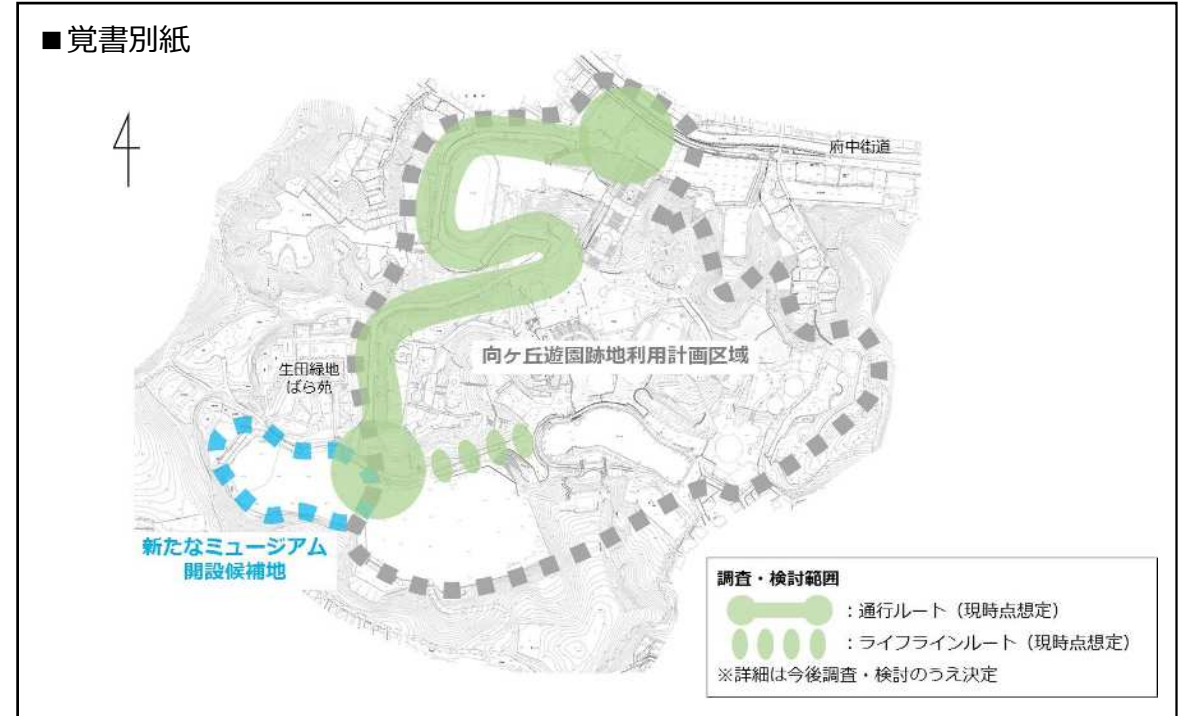 ■覚書別紙
府中街道
向ヶ丘遊園跡地利用計画区域
生田緑地
ばら苑
新たなミュージアム
開設候補地
調査・検討範囲
：通行ルート（現時点想定）
：ライフラインルート（現時点想定）
※詳細は今後調査・検討のうえ決定